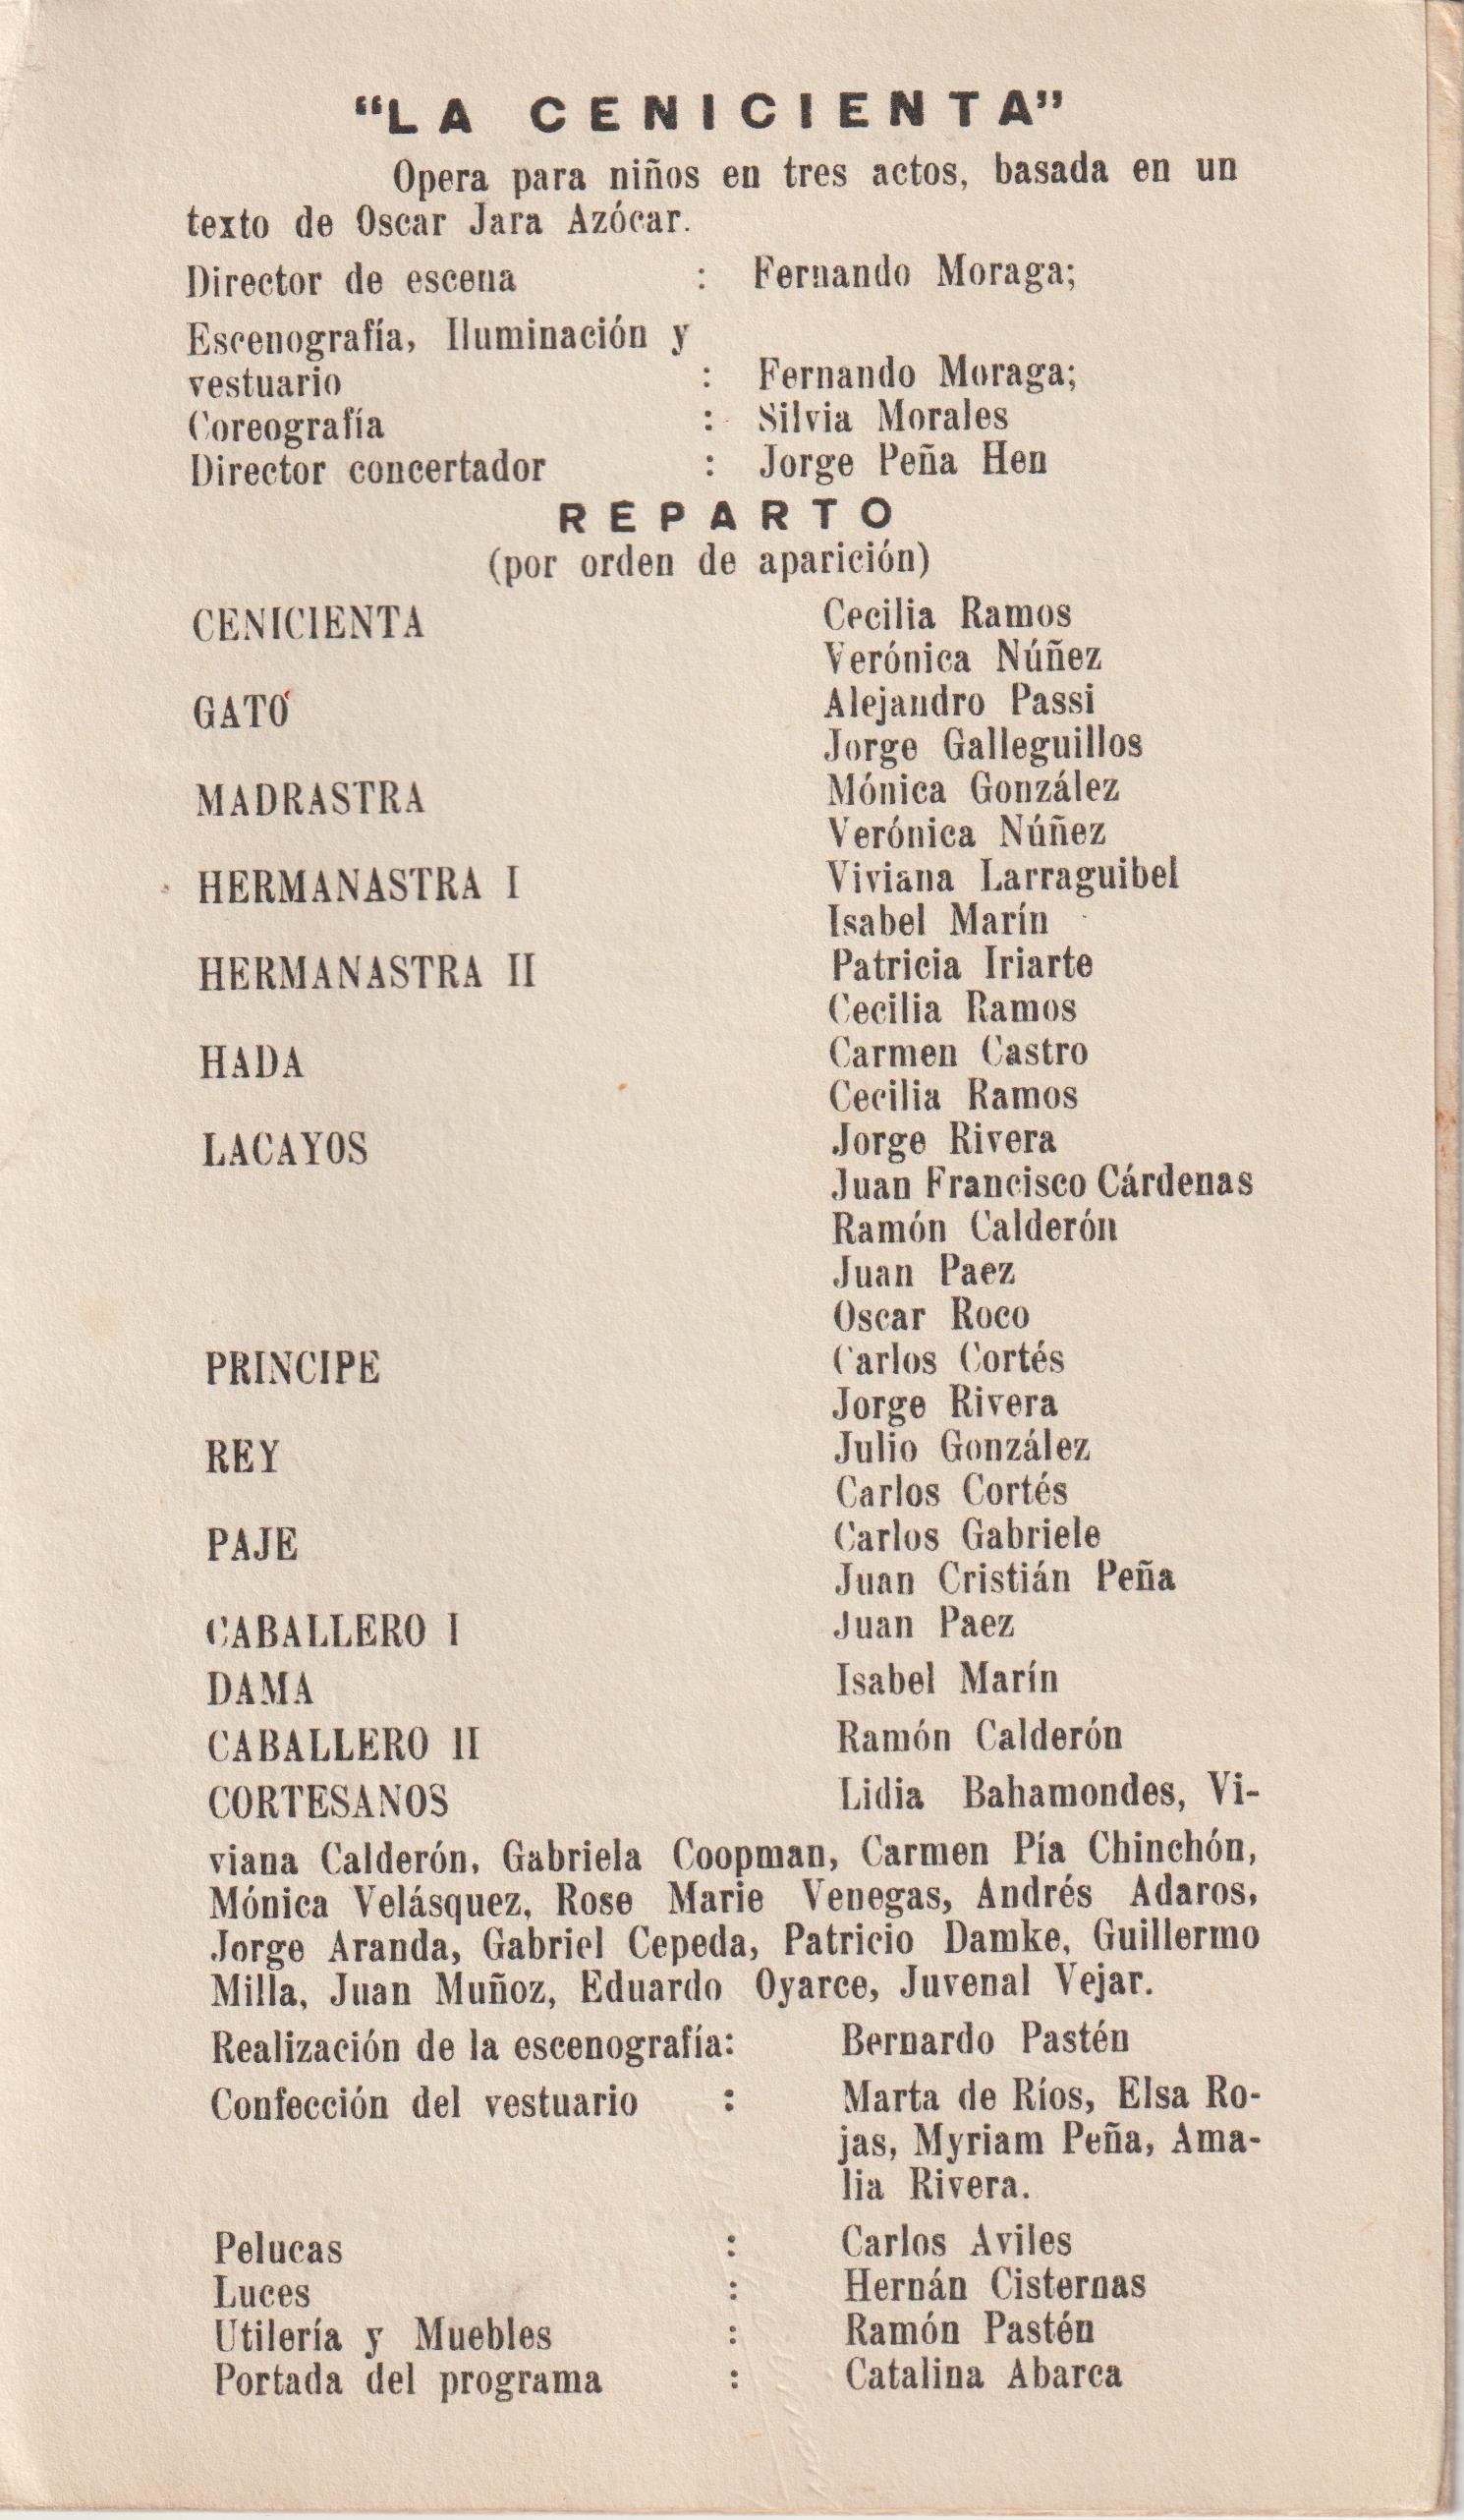 “LA CENICIENTA”
Opera para niños en tres actos, basada en un
texto de Oscar Jara Azócar.
Director de escena : Fernando Moraga;
Escenografía, Iluminación y
vestuario : Fernando Moraga;
Coreografía : Silvia Morales
Director concertador : Jorge Peña Hen
REPARTO
(por orden de aparición)
CENICIENTA Cecilia Ramos
Verónica Núñez
GATO Alejandro Passi
Jorge Galleguillos
MADRASTRA Mónica González
Verónica Núñez
HERMANASTRA I Viviana Larraguibel
Isabel Marín
HERMANASTRA II Patricia Iriarte
Cecilia Ramos
HADA Carmen Castro
Cecilia Ramos
LACAYOS Jorge Rivera
Juan Francisco Cárdenas
Ramón Calderón
Juan Paez
Oscar Roco
PRINCIPE Carlos Cortés
Jorge Rivera
REY Julio González
Carlos Cortés
PAJE Carlos Gabriele
Juan Cristián Peña
CABALLERO I Juan Paez
DAMA Isabel Marín
CABALLERO II Ramón Calderón
CORTESANOS Lidia Bahamondes, Vi-
viana Calderón, Gabriela Coopman, Carmen Pía Chinchón,
Mónica Velásquez, Rose Marie Venegas, Andrés Adaros,
Jorge Aranda, Gabriel Cepeda, Patricio Damke, Guillermo
Milla, Juan Muñoz, Eduardo Oyarce, Juvenal Vejar.
Realización de la escenografía: Bernardo Pastén
Confección del vestuario : Marta de Ríos, Elsa Ro-
jas, Myriam Peña, Ama-
lia Rivera.
Pelucas : Carlos Aviles
Luces : Hernán Cisternas
Utilería y Muebles : Ramón Pastén
Portada del programa : Catalina Abarca